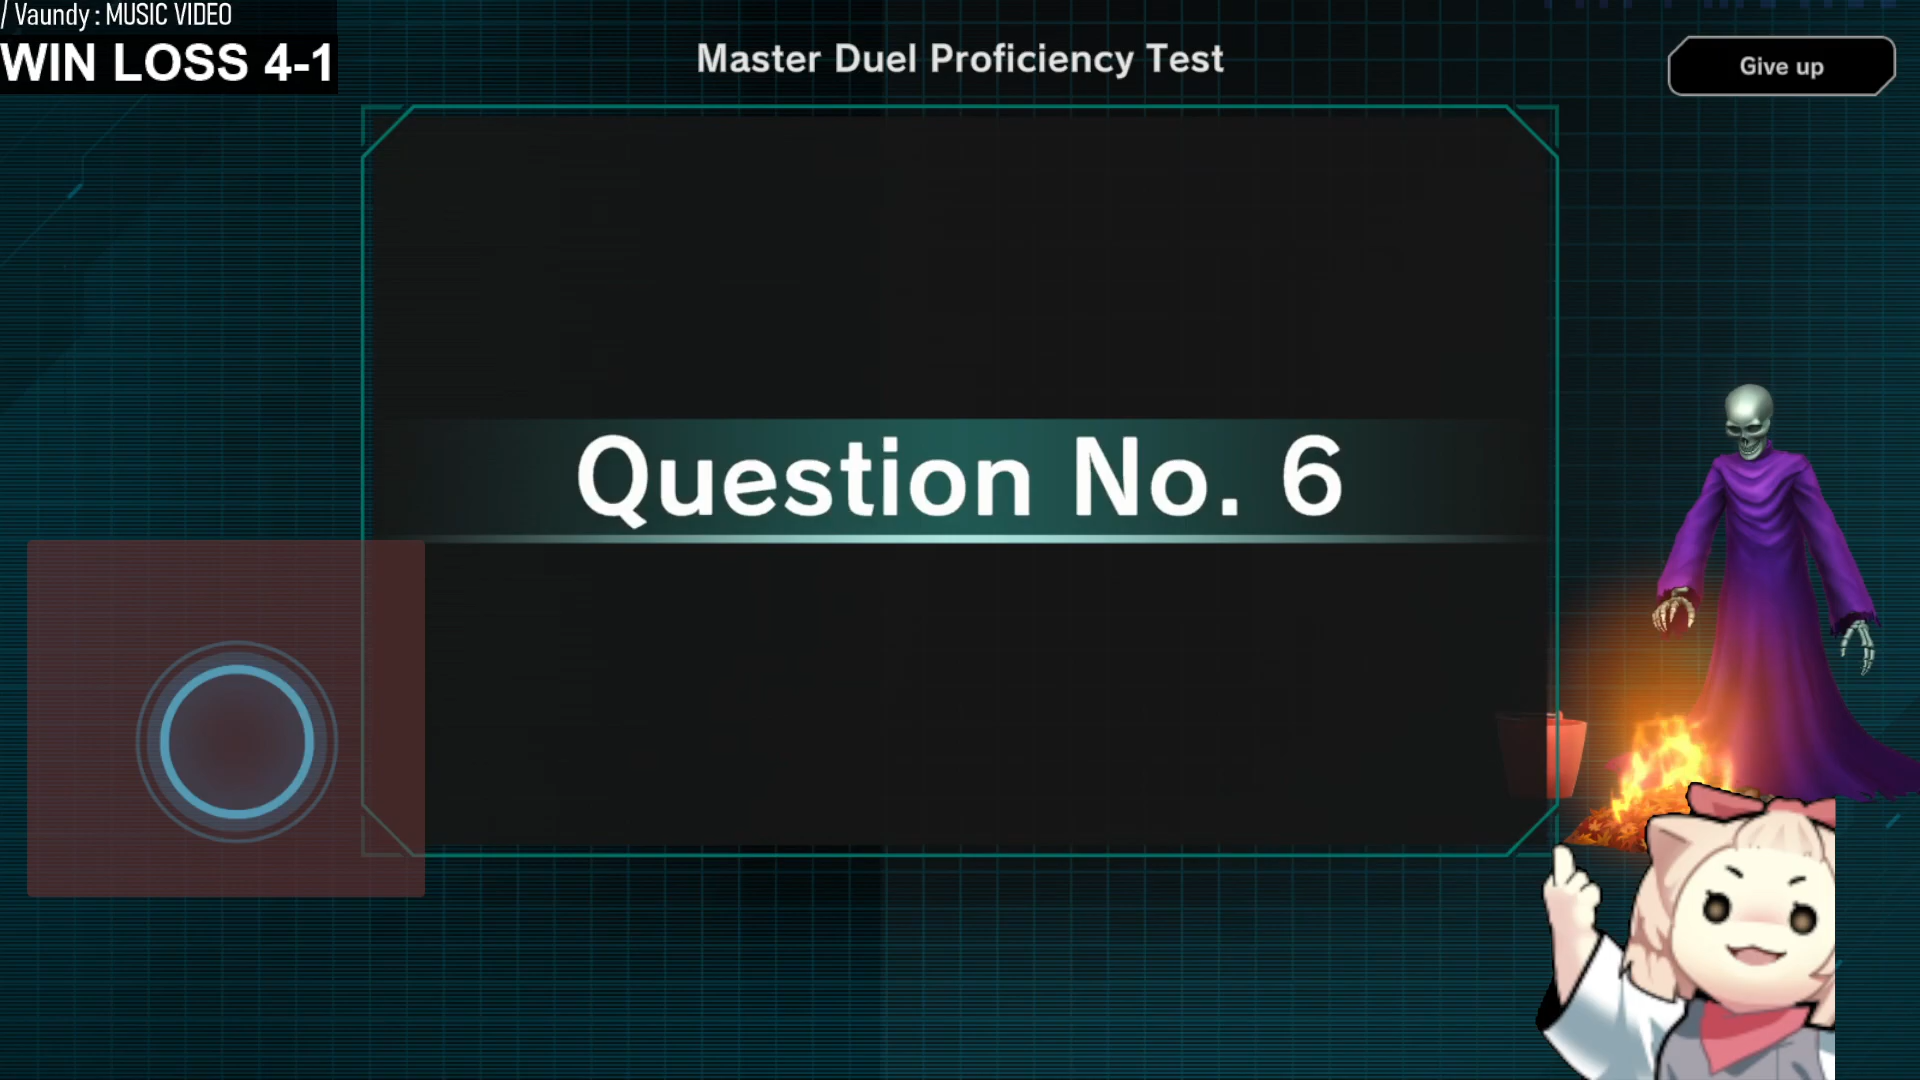 / Vaundy : MUSIC VIDEO
WIN LOSS 4-1
Master Duel Proficiency Test
Give up
Question No. 6